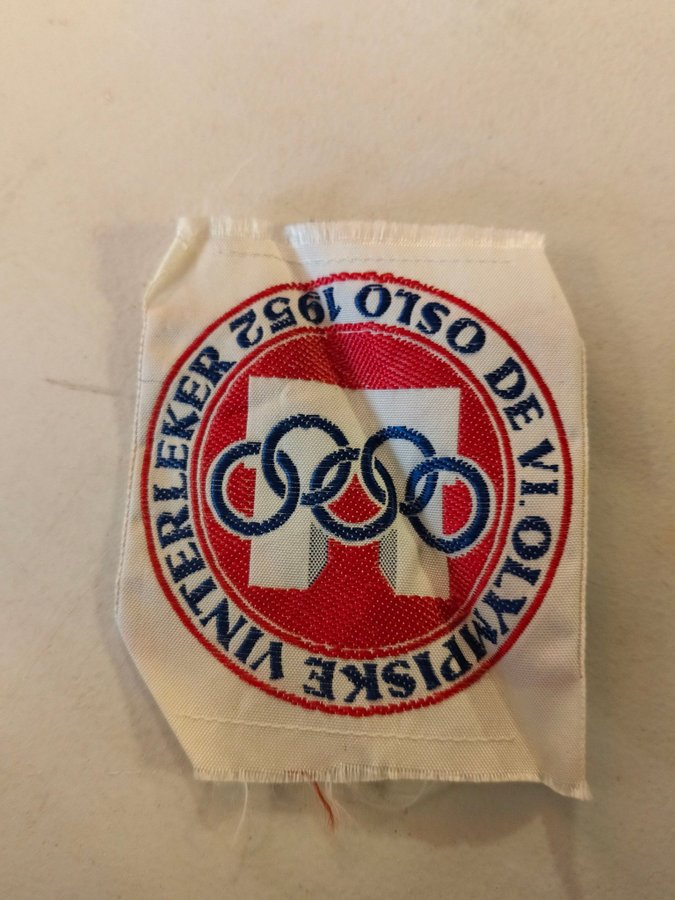 DE VI. OLYMPISKE VINTERLEKER
OSLO 1952